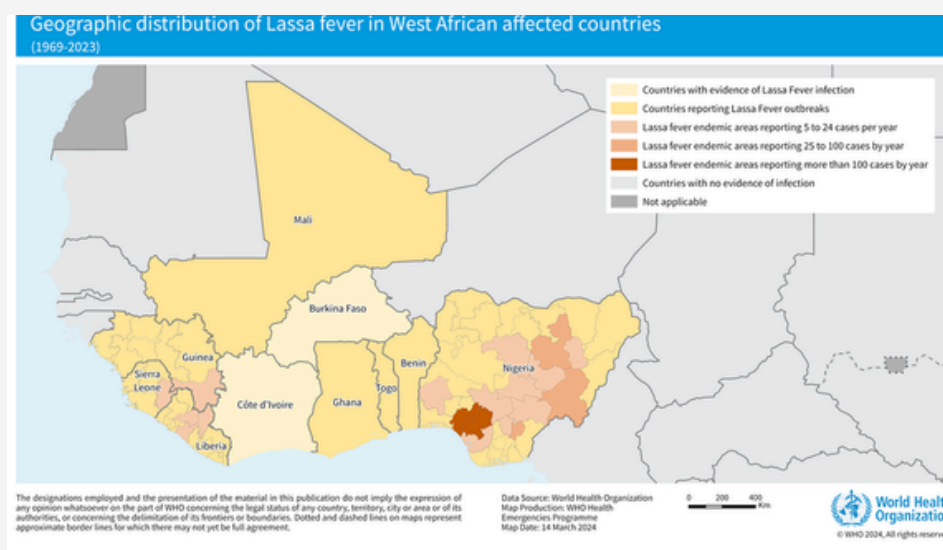 Geographic distribution of Lassa fever in West African affected countries
(1969-2023)
Countries with evidence of Lassa Fever infection
Countries reporting Lassa Fever outbreaks
Lassa fever endemic areas reporting 5 to 24 cases per year
Lassa fever endemic areas reporting 25 to 100 cases by year
Lassa fever endemic areas reporting more than 100 cases by year
Countries with no evidence of infection
Not applicable
Mali
Burkina Faso
Guinea
Sierra
Leone
Liberia
Côte d'Ivoire
Ghana
Togo
Benin
Nigeria
The designations employed and the presentation of the material in this publication do not imply the expression of
any opinion whatsoever on the part of WHO concerning the legal status of any country, territory, city or area or of its
authorities, or concerning the delimitation of its frontiers or boundaries. Dotted and dashed lines on maps represent
approximate border lines for which there may not yet be full agreement.
Data Source: World Health Organization
Map Production: WHO Health
Emergencies Programme
Map Date: 14 March 2024
0 200 400
Km
World Heal
Organizatio
© WHO 2024, All rights reserv